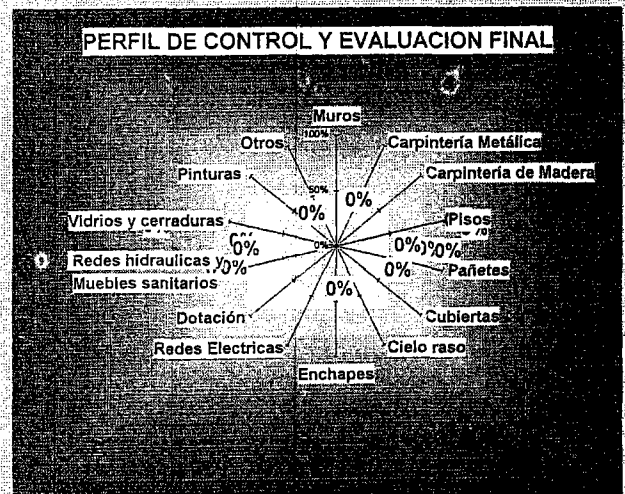 PERFIL DE CONTROL Y EVALUACION FINAL
Muros
100%
Otros
Carpintería Metálica
Pinturas
Carpintería de Madera
50%
0%
0%
Vidrios y cerraduras
Pisos
0%
0%
0%
0%
Redes hidraulicas y
0%
0%
Pañetes
Muebles sanitarios
0%
Dotación
Cubiertas
Redes Electricas
Cielo raso
Enchapes